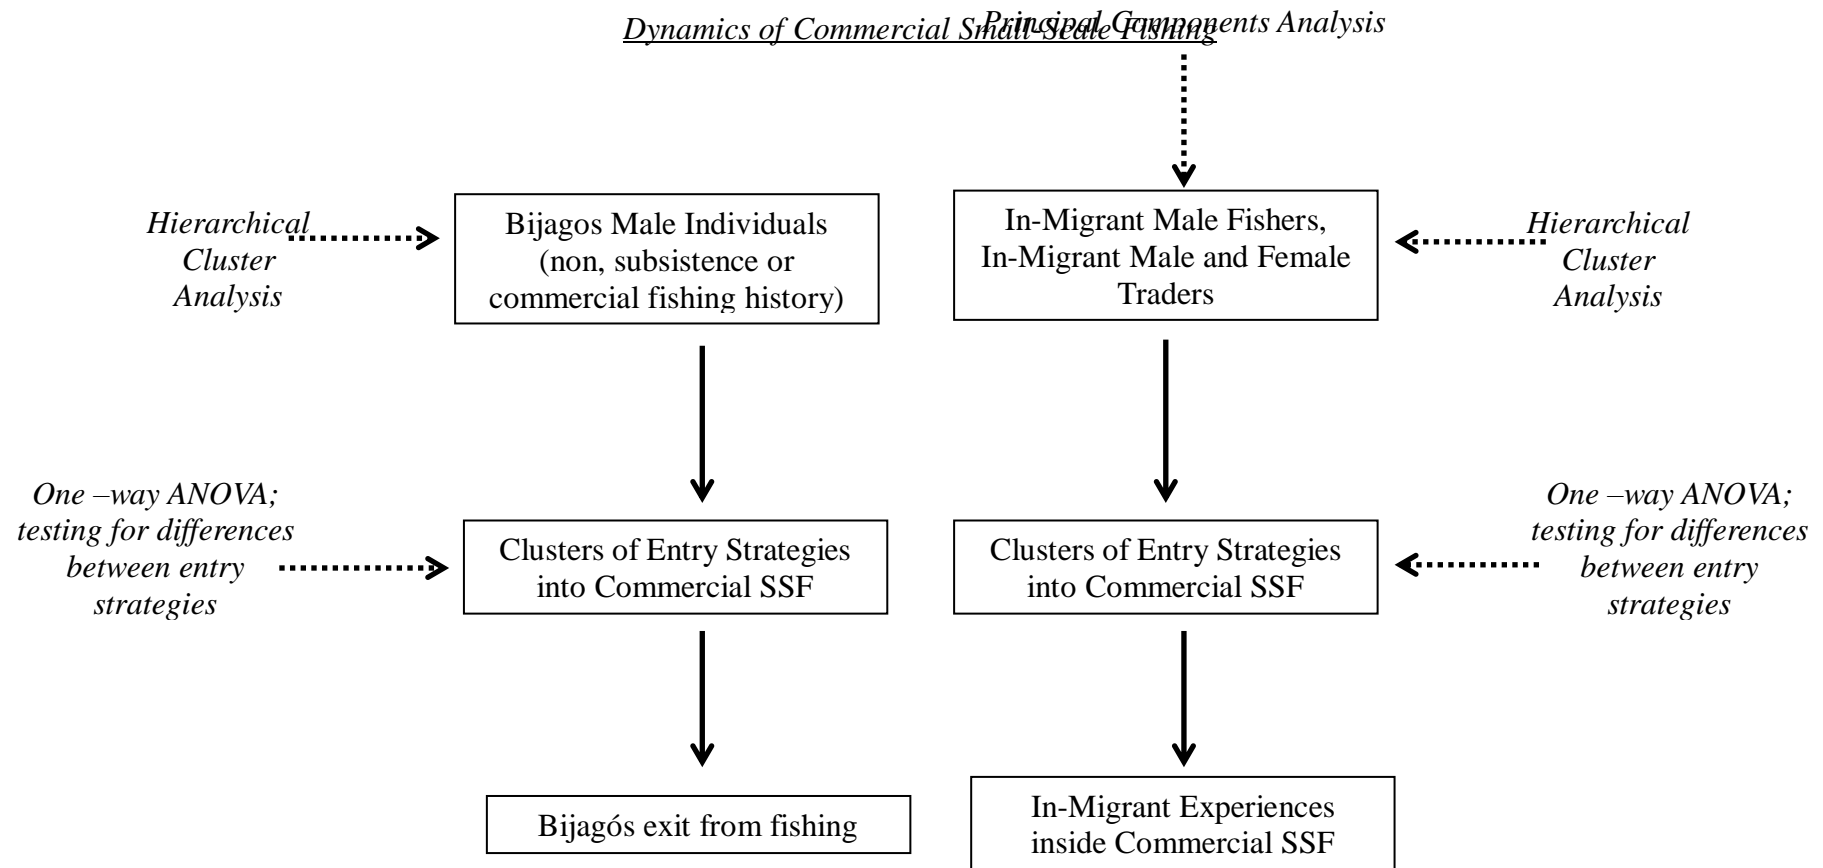 Dynamics of Commercial Small-Scale Fishing
Principal Components Analysis
Hierarchical
Cluster
Analysis
Bijagos Male Individuals
(non, subsistence or
commercial fishing history)
In-Migrant Male Fishers,
In-Migrant Male and Female
Traders
Hierarchical
Cluster
Analysis
One –way ANOVA;
testing for differences
between entry
strategies
Clusters of Entry Strategies
into Commercial SSF
Clusters of Entry Strategies
into Commercial SSF
One –way ANOVA;
testing for differences
between entry
strategies
Bijagós exit from fishing
In-Migrant Experiences
inside Commercial SSF